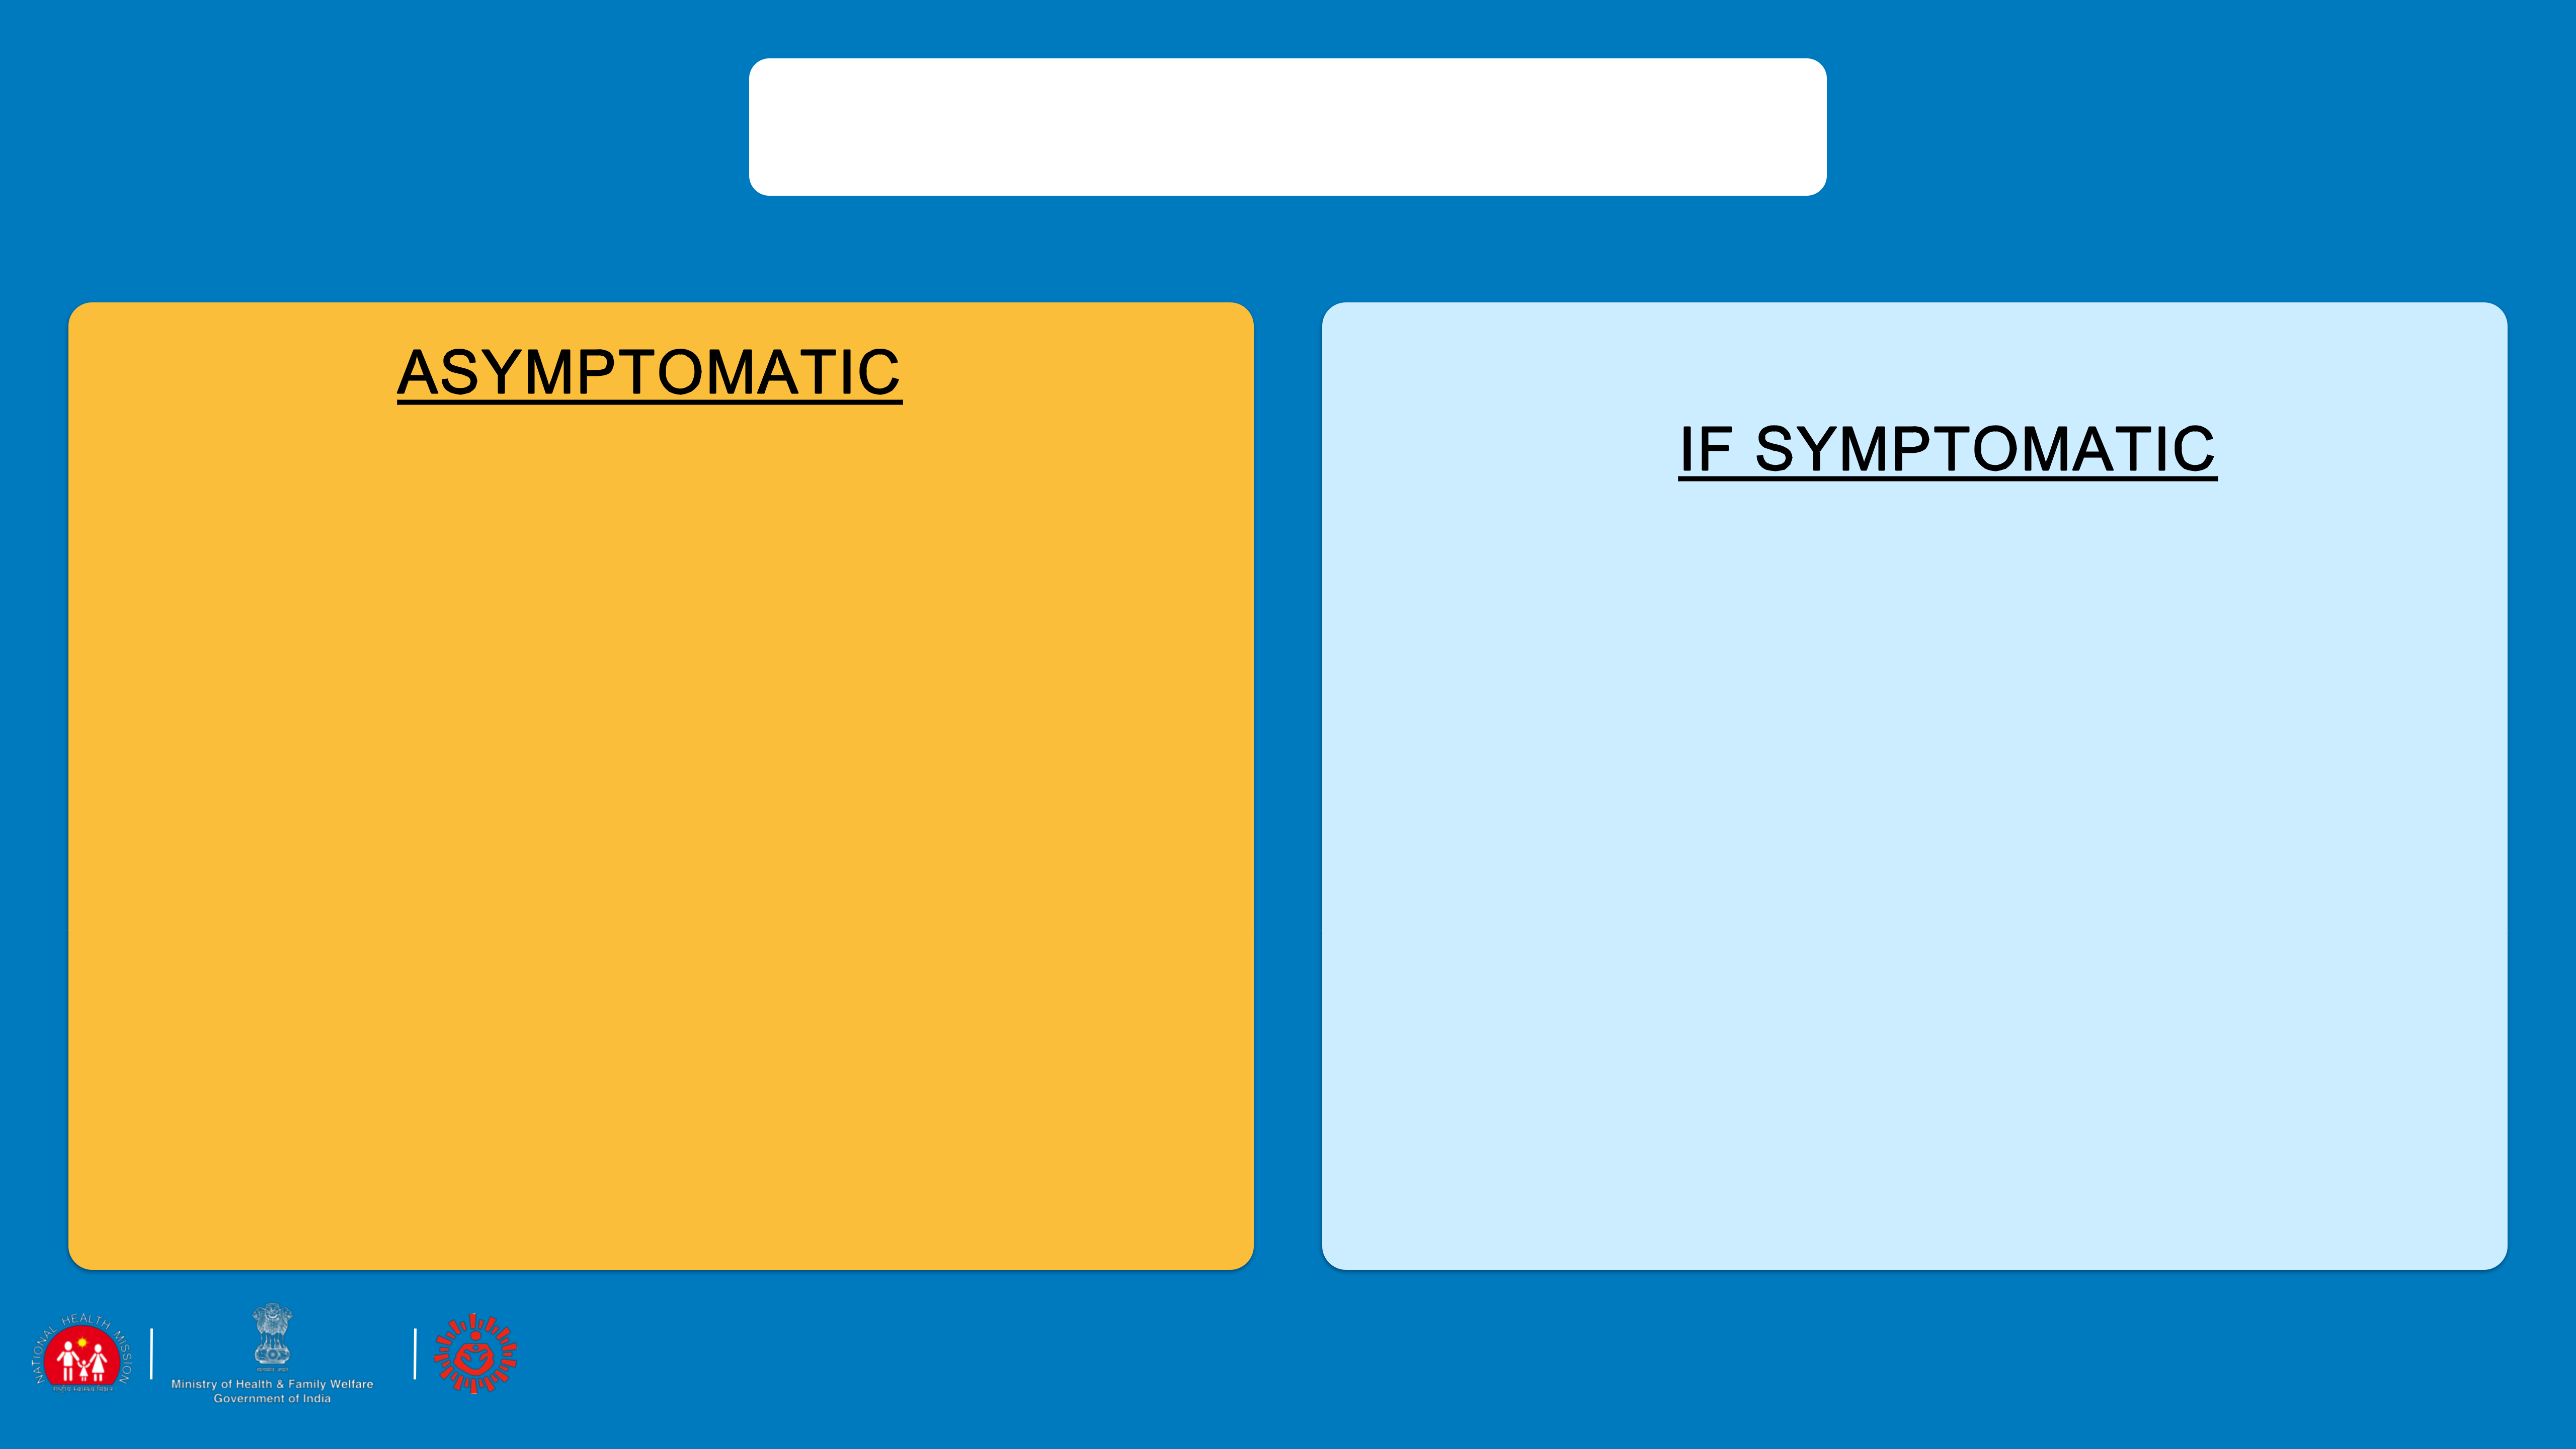 ASYMPTOMATIC
IF SYMPTOMATIC
NATIONAL HEALTH MISSION
Ministry of Health & Family Welfare
Government of India